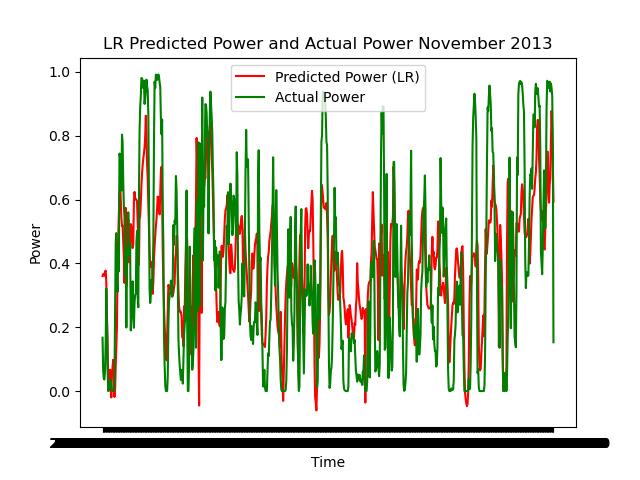 LR Predicted Power and Actual Power November 2013
Predicted Power (LR)
Actual Power
1.0
0.8
0.6
0.4
0.2
0.0
Power
Time